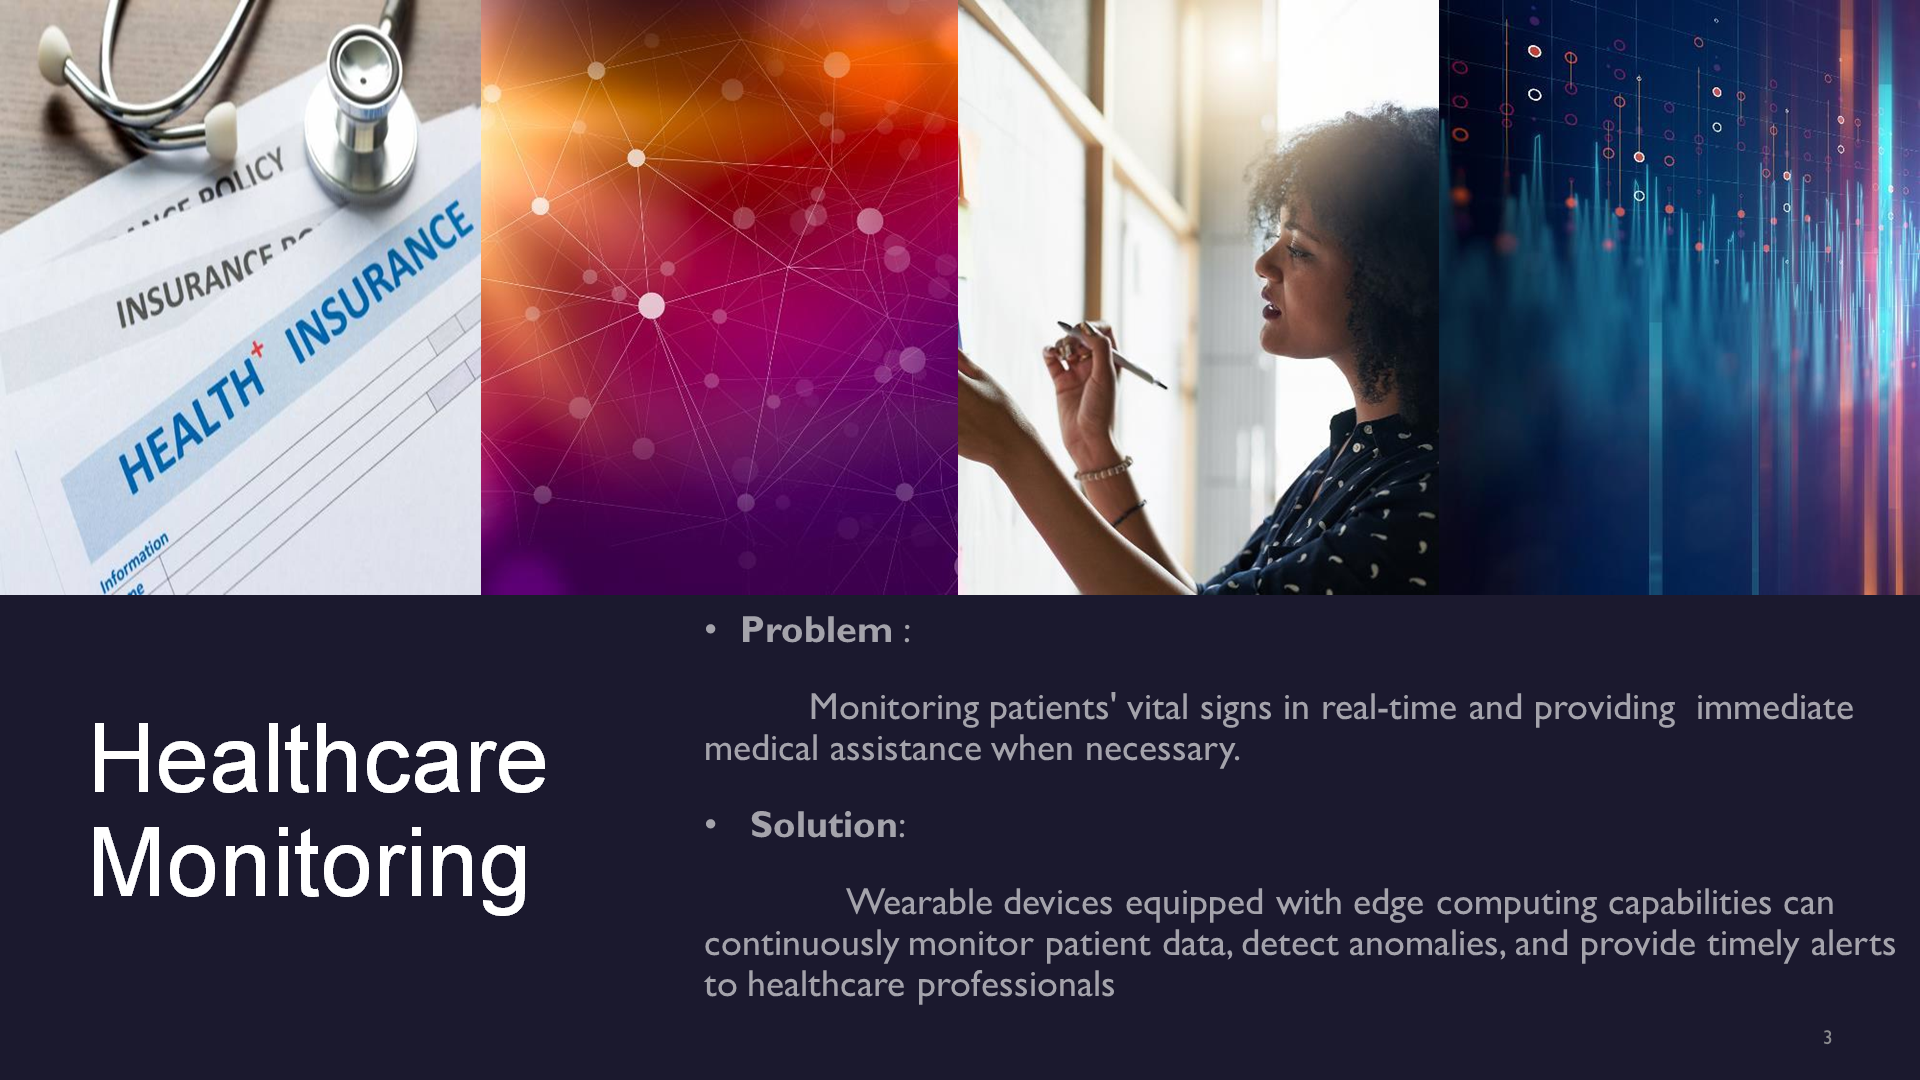 POLICY
INSURANCE
HEALTH+ INSURANCE
Information
Healthcare
Monitoring
• Problem :
Monitoring patients' vital signs in real-time and providing immediate
medical assistance when necessary.
• Solution:
Wearable devices equipped with edge computing capabilities can
continuously monitor patient data, detect anomalies, and provide timely alerts
to healthcare professionals
3